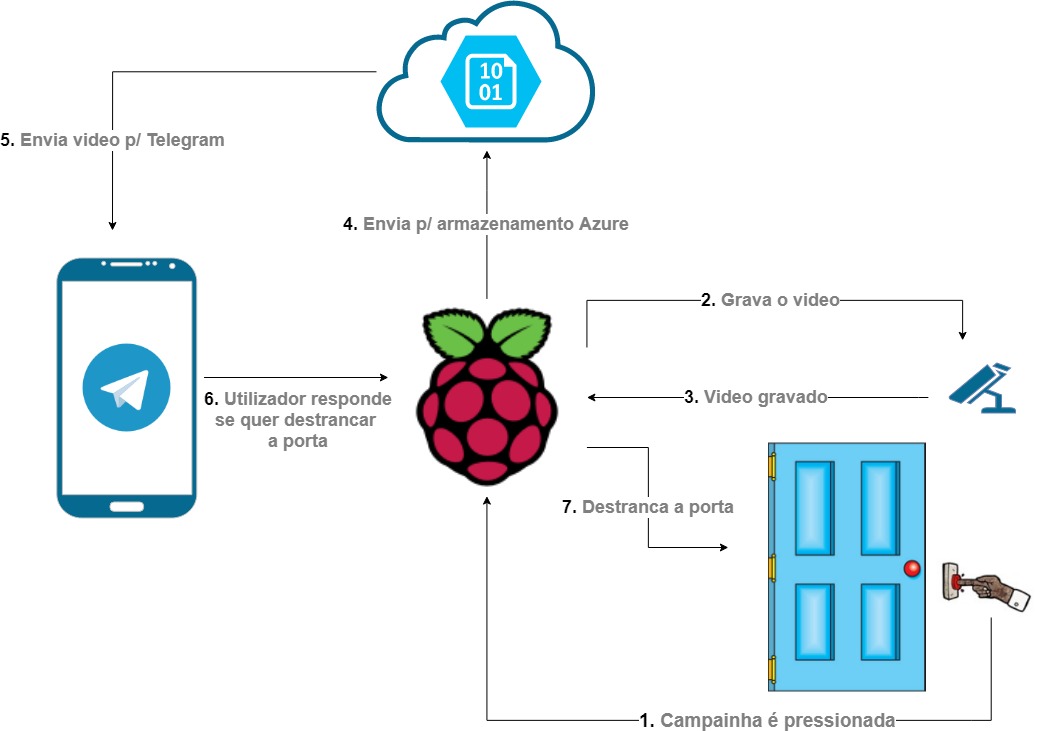 10
01
5. Envia video p/ Telegram
4. Envia p/ armazenamento Azure
2. Grava o video
3. Video gravado
6. Utilizador responde
se quer destrancar
a porta
7. Destranca a porta
1. Campainha é pressionada